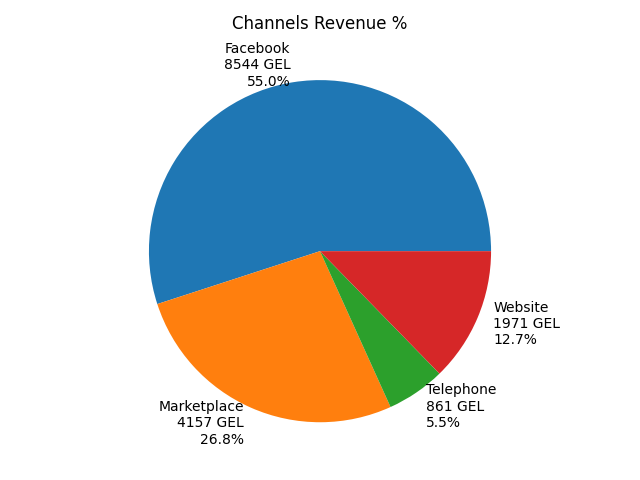 Channels Revenue %
Facebook
8544 GEL
55.0%
Website
1971 GEL
12.7%
Telephone
861 GEL
5.5%
Marketplace
4157 GEL
26.8%